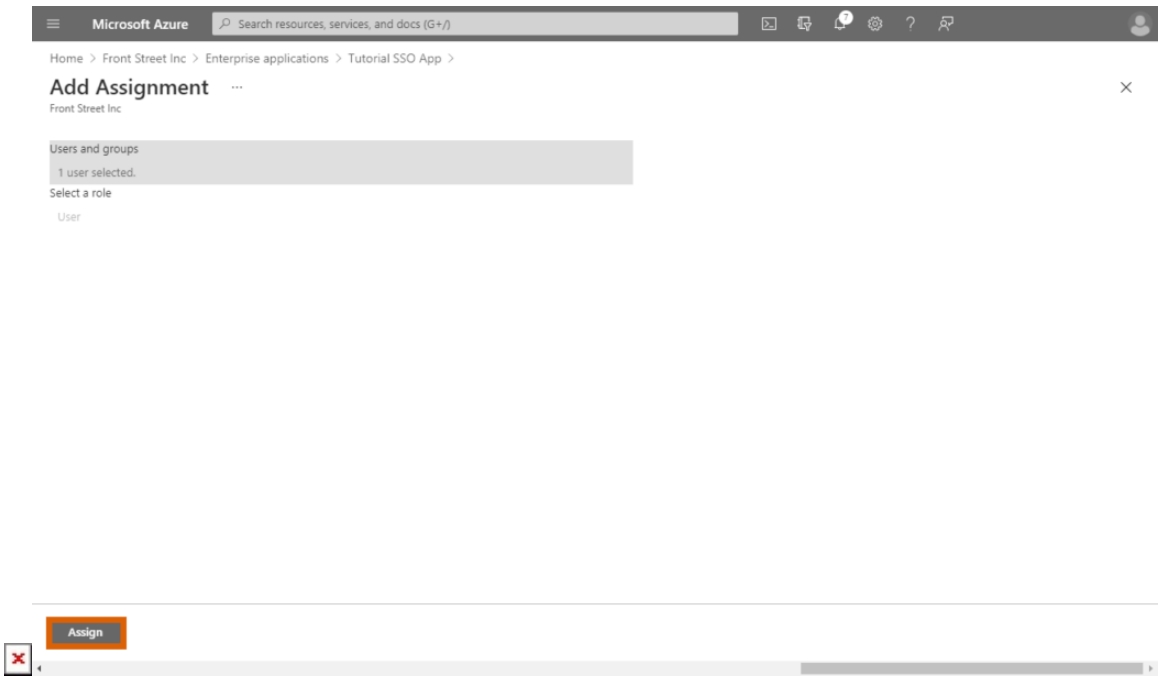 Microsoft Azure
Search resources, services, and docs (G+/)
7
?
Home > Front Street Inc > Enterprise applications > Tutorial SSO App >
Add Assignment ...
Front Street Inc
Users and groups
1 user selected.
Select a role
User
Assign